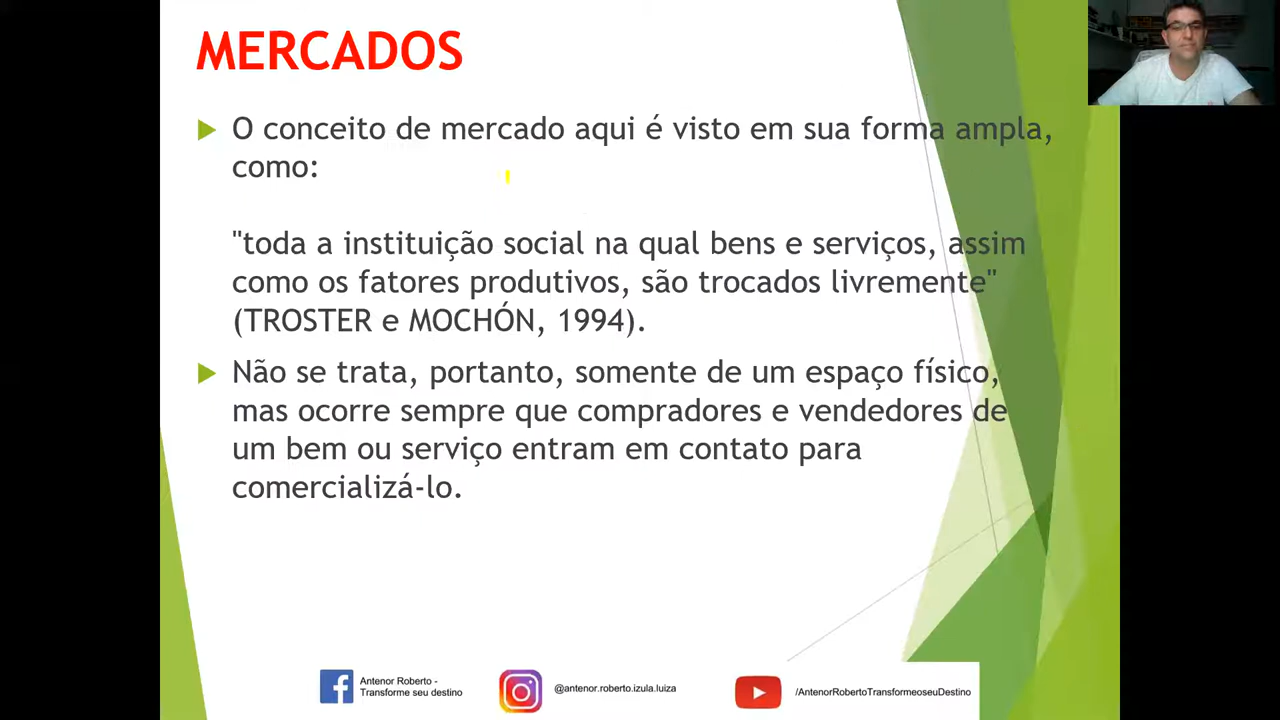 MERCADOS
O conceito de mercado aqui é visto em sua forma ampla,
como:
"toda a instituição social na qual bens e serviços, assim
como os fatores produtivos, são trocados livremente"
(TROSTER e MOCHÓN, 1994).
Não se trata, portanto, somente de um espaço físico,
mas ocorre sempre que compradores e vendedores de
um bem ou serviço entram em contato para
comercializá-lo.
Antenor Roberto -
Transforme seu destino
@antenor.roberto.izula.luiza
/AntenorRobertoTransformeoseuDestino